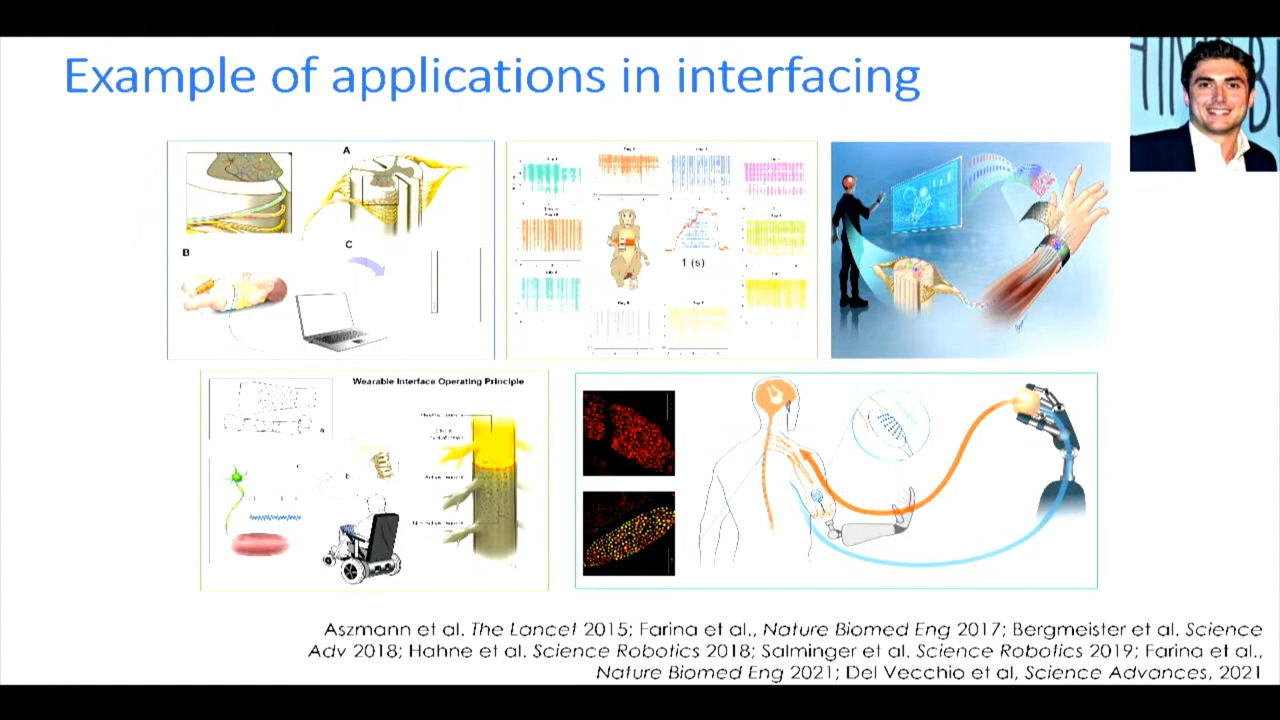 Example of applications in interfacing
A
B
C
1 (s)
Wearable Interface Operating Principle
a
c
b
Aszmann et al. The Lancet 2015; Farina et al., Nature Biomed Eng 2017; Bergmeister et al. Science
Adv 2018; Hahne et al. Science Robotics 2018; Salminger et al. Science Robotics 2019; Farina et al.,
Nature Biomed Eng 2021; Del Vecchio et al, Science Advances, 2021